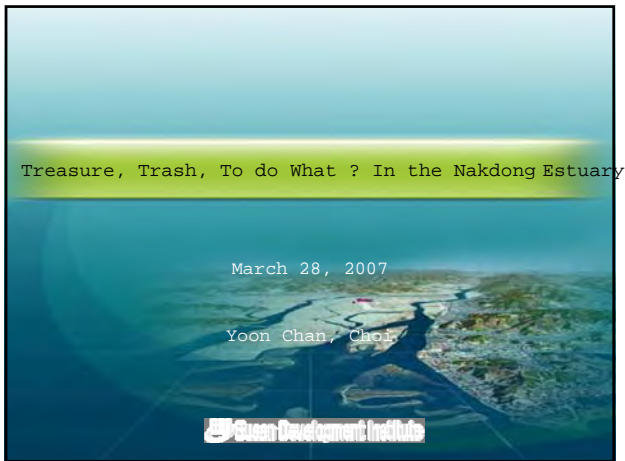 Treasure, Trash, To do What ? In the Nakdong Estuary
March 28, 2007
Yoon Chan, Choi
Busan Development Institute